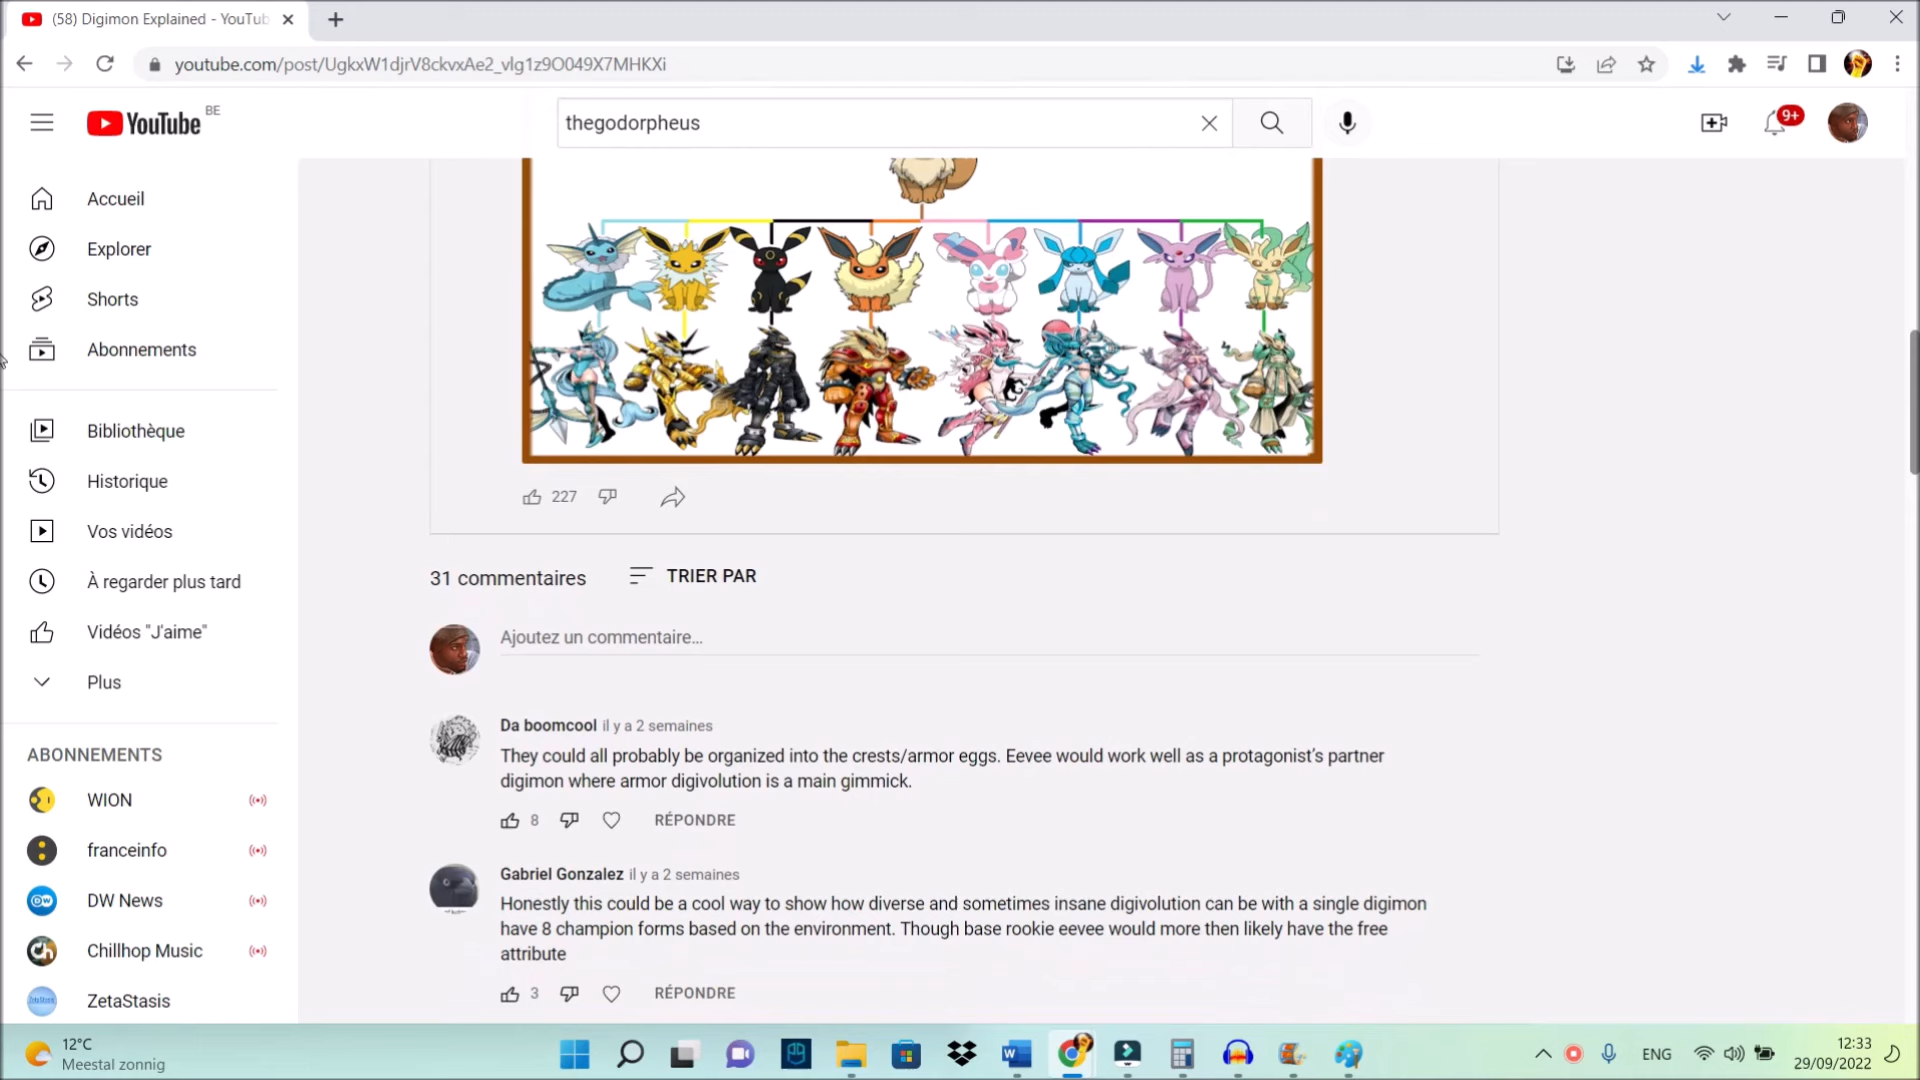 (58) Digimon Explained - YouTub
youtube.com/post/UgkxW1djrV8ckvxAe2_vlg1z9O049X7MHKXi
YouTube BE
thegodorpheus
9+
Accueil
Explorer
Shorts
Abonnements
Bibliothèque
Historique
Vos vidéos
À regarder plus tard
Vidéos "J'aime"
Plus
ABONNEMENTS
WION
franceinfo
DW News
Chillhop Music
ZetaStasis
227
31 commentaires
TRIER PAR
Ajoutez un commentaire...
Da boomcool il y a 2 semaines
They could all probably be organized into the crests/armor eggs. Eevee would work well as a protagonist's partner
digimon where armor digivolution is a main gimmick.
8
RÉPONDRE
Gabriel Gonzalez il y a 2 semaines
Honestly this could be a cool way to show how diverse and sometimes insane digivolution can be with a single digimon
have 8 champion forms based on the environment. Though base rookie eevee would more then likely have the free
attribute
3
RÉPONDRE
12°C
Meestal zonnig
ENG
12:33
29/09/2022